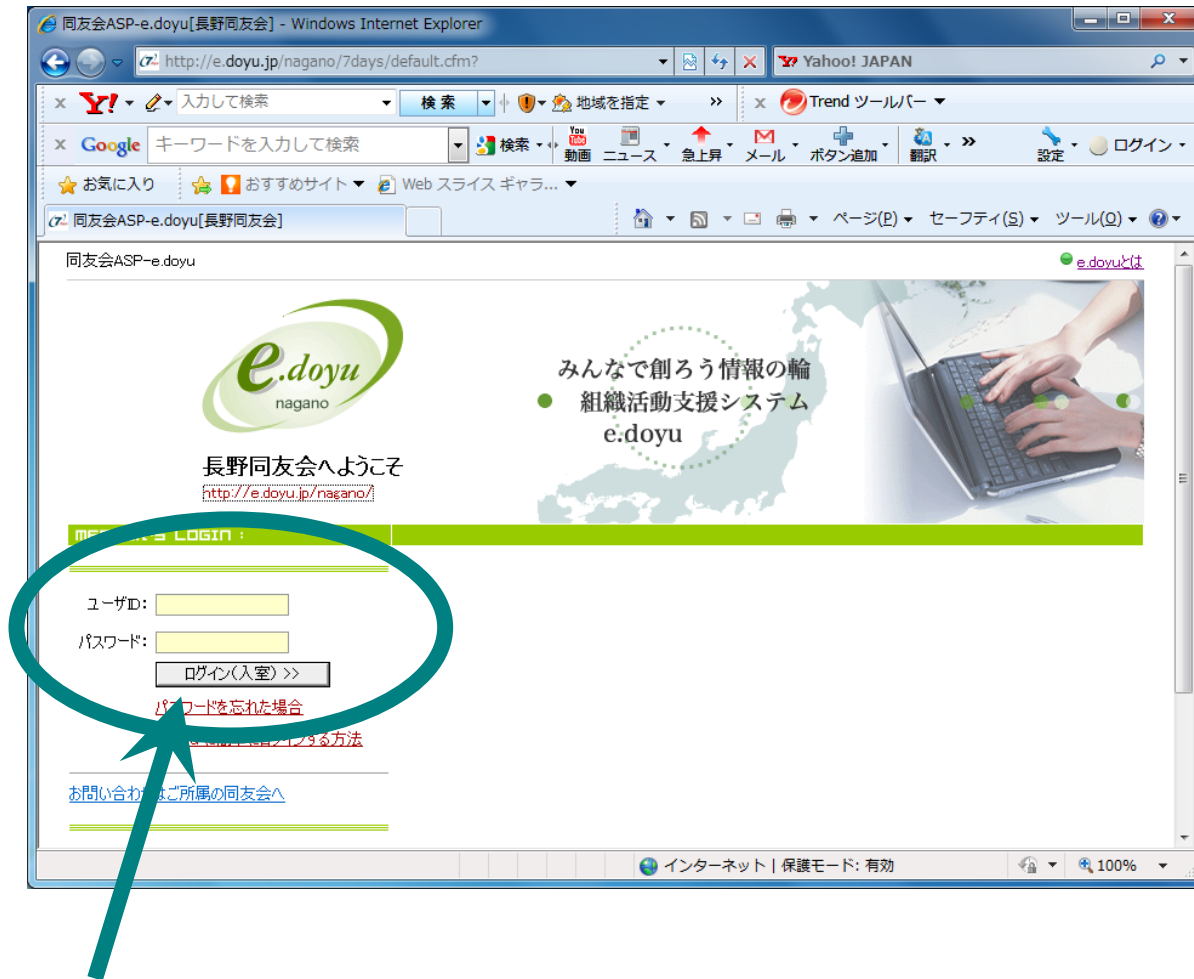 同友会ASP-e.doyu[長野同友会] - Windows Internet Explorer
http://e.doyu.jp/nagano/7days/default.cfm?
Yahoo! JAPAN
x Y! 入力して検索 検索 地域を指定 » x Trend ツールバー
x Google キーワードを入力して検索 検索 You Tube 動画 ニュース 急上昇 メール ボタン追加 翻訳 » 設定 ログイン
お気に入り おすすめサイト Web スライス ギャラ...
同友会ASP-e.doyu[長野同友会] ページ(P) セーフティ(S) ツール(O)
同友会ASP-e.doyu e.doyuとは
e.doyu
nagano
みんなで創ろう情報の輪
組織活動支援システム
e.doyu
長野同友会へようこそ
http://e.doyu.jp/nagano/
LOGIN :
ユーザID:
パスワード:
ログイン(入室) >>
パスワードを忘れた場合
する方法
お問い合わせはご所属の同友会へ
インターネット | 保護モード: 有効 100%